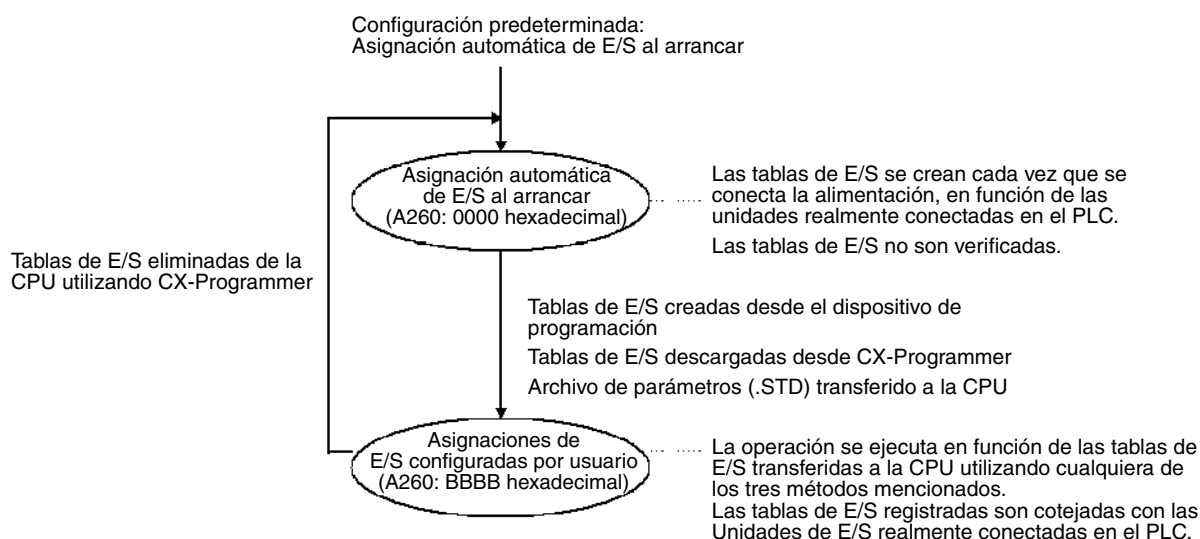 Configuración predeterminada:
Asignación automática de E/S al arrancar
Asignación automática
de E/S al arrancar
(A260: 0000 hexadecimal)
Las tablas de E/S se crean cada vez que se
conecta la alimentación, en función de las
unidades realmente conectadas en el PLC.
Las tablas de E/S no son verificadas.
Tablas de E/S eliminadas de la
CPU utilizando CX-Programmer
Tablas de E/S creadas desde el dispositivo de
programación
Tablas de E/S descargadas desde CX-Programmer
Archivo de parámetros (.STD) transferido a la CPU
Asignaciones de
E/S configuradas por usuario
(A260: BBBB hexadecimal)
La operación se ejecuta en función de las tablas de
E/S transferidas a la CPU utilizando cualquiera de
los tres métodos mencionados.
Las tablas de E/S registradas son cotejadas con las
Unidades de E/S realmente conectadas en el PLC.